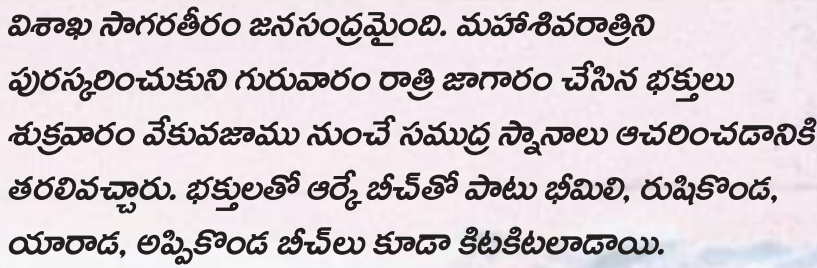 విశాఖ సాగరతీరం జనసంద్రమైంది. మహాశివరాత్రిని
పురస్కరించుకుని గురువారం రాత్రి జాగారం చేసిన భక్తులు
శుక్రవారం వేకువజాము నుంచే సముద్ర స్నానాలు ఆచరించడానికి
తరలివచ్చారు. భక్తులతో ఆర్కే బీచ్‌తో పాటు భీమిలి, రుషికొండ,
యారాడ, అప్పికొండ బీచ్‌లు కూడా కిటకిటలాడాయి.